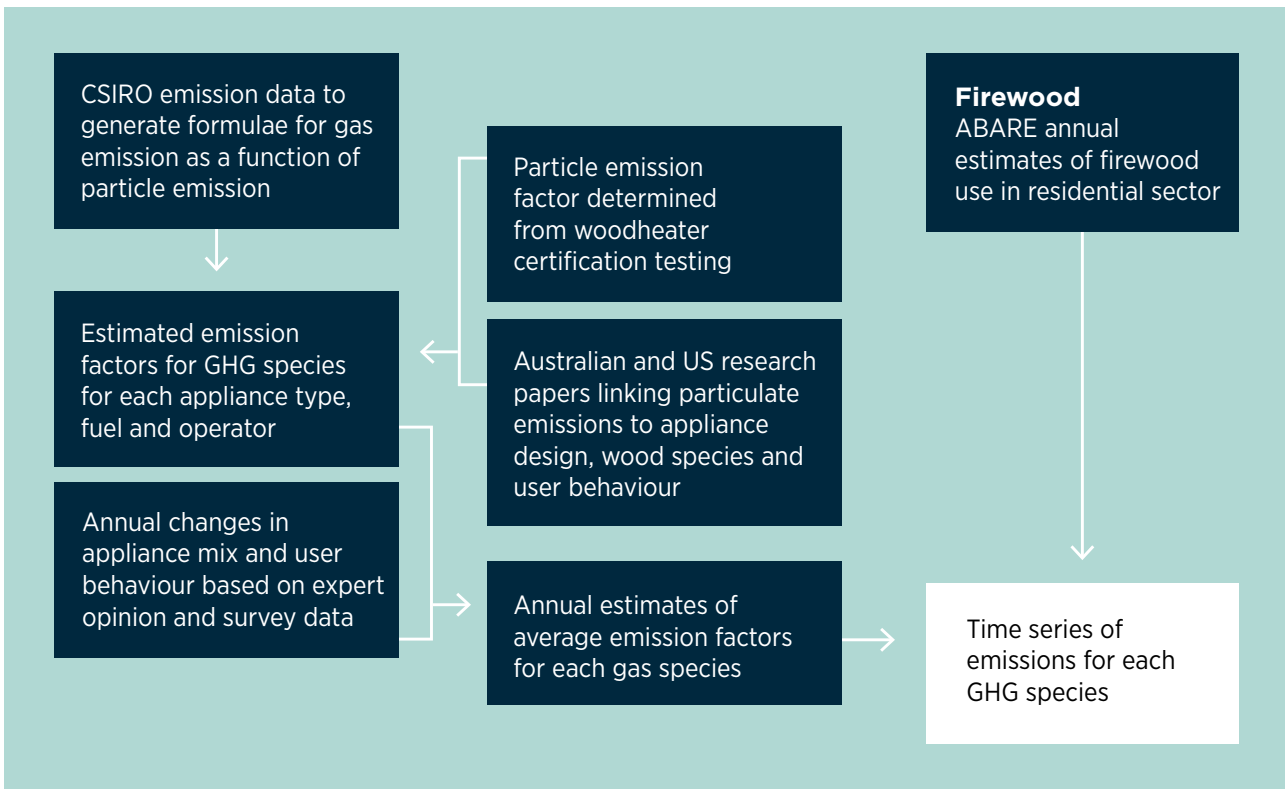 CSIRO emission data to
generate formulae for gas
emission as a function of
particle emission
Estimated emission
factors for GHG species
for each appliance type,
fuel and operator
Annual changes in
appliance mix and user
behaviour based on expert
opinion and survey data
Particle emission
factor determined
from woodheater
certification testing
Australian and US research
papers linking particulate
emissions to appliance
design, wood species and
user behaviour
Annual estimates of
average emission factors
for each gas species
Firewood
ABARE annual
estimates of firewood
use in residential sector
Time series of
emissions for each
GHG species